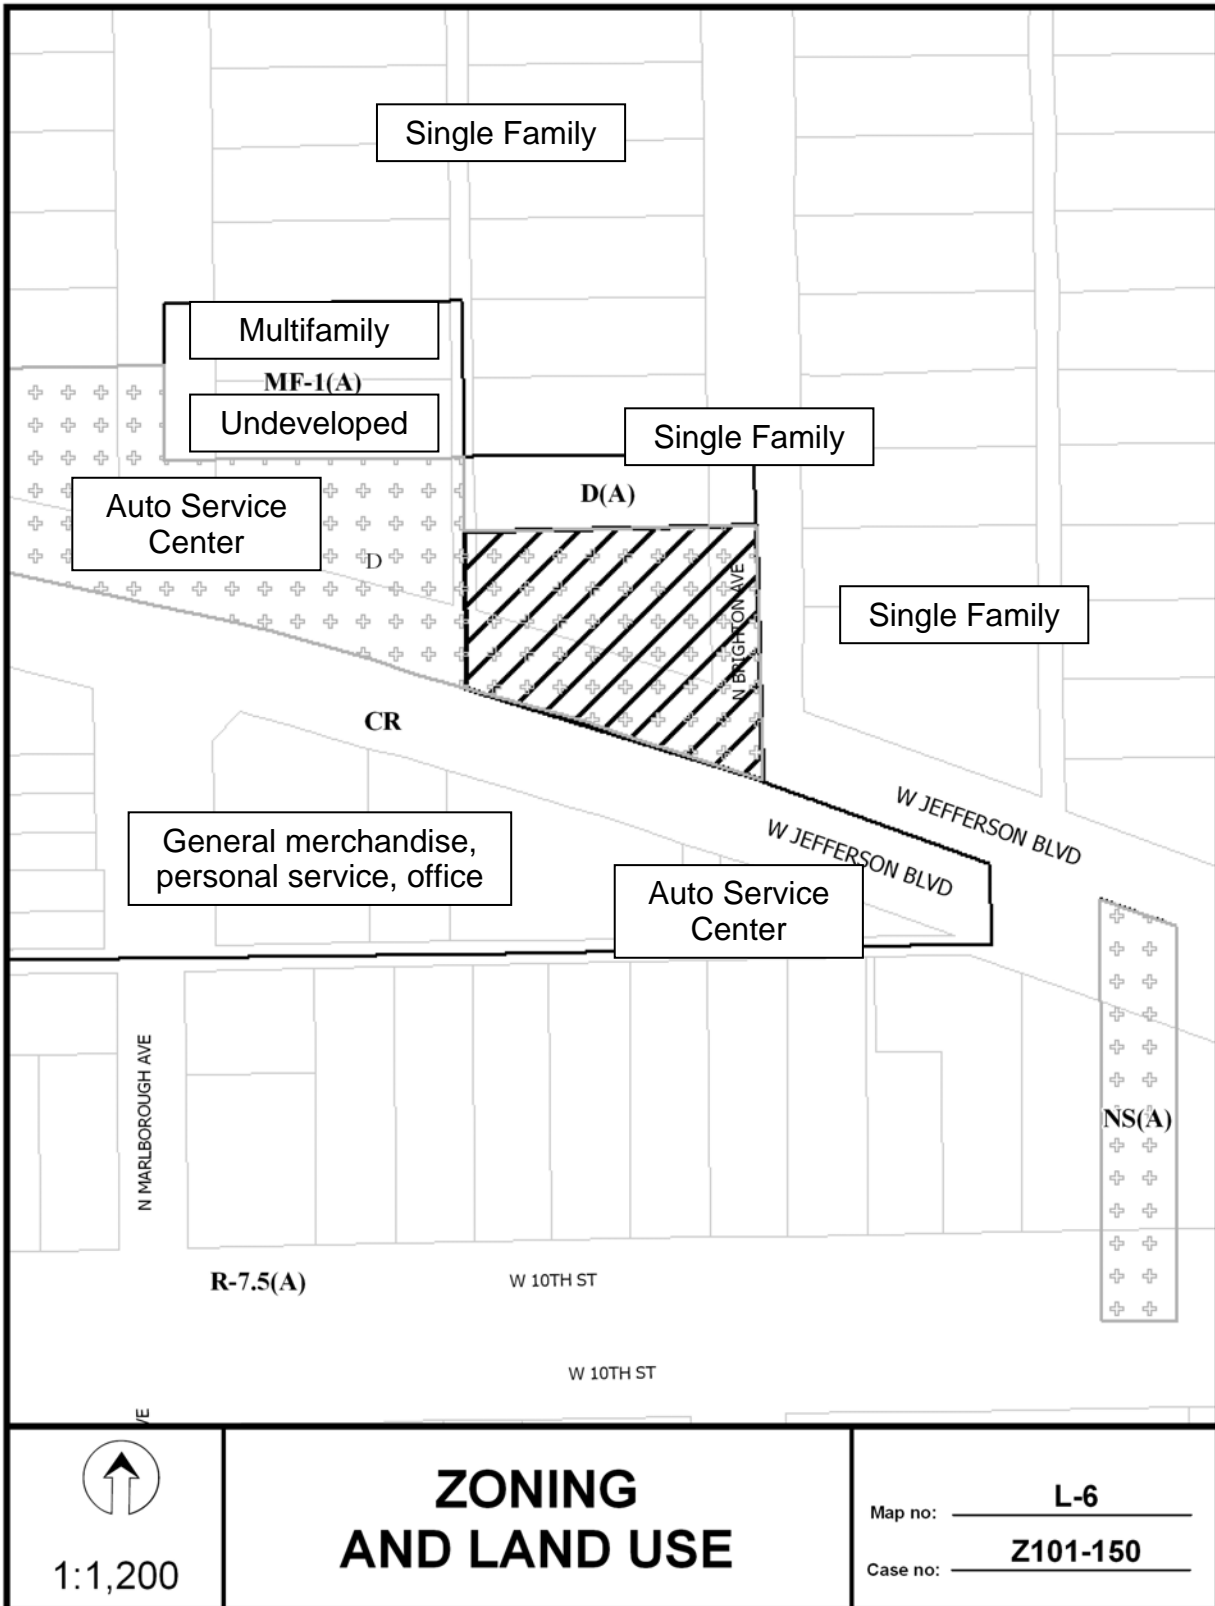 Single Family
Multifamily
MF-1(A)
Undeveloped
Single Family
Auto Service
Center
D(A)
D
N BRIGHTON AVE
Single Family
CR
W JEFFERSON BLVD
W JEFFERSON BLVD
General merchandise,
personal service, office
Auto Service
Center
N MARLBOROUGH AVE
NS(A)
R-7.5(A)
W 10TH ST
W 10TH ST
VE
1:1,200
ZONING
AND LAND USE
Map no: L-6
Case no: Z101-150